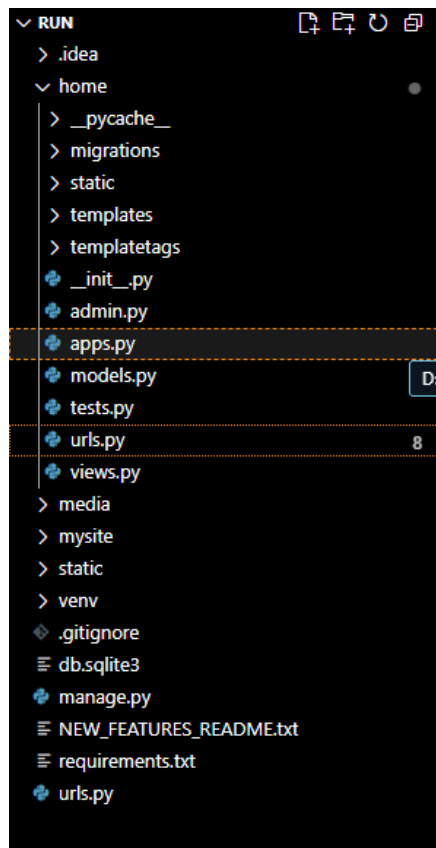 RUN
.idea
home
__pycache__
migrations
static
templates
templatetags
__init__.py
admin.py
apps.py
models.py
tests.py
urls.py 8
views.py
media
mysite
static
venv
.gitignore
db.sqlite3
manage.py
NEW_FEATURES_README.txt
requirements.txt
urls.py